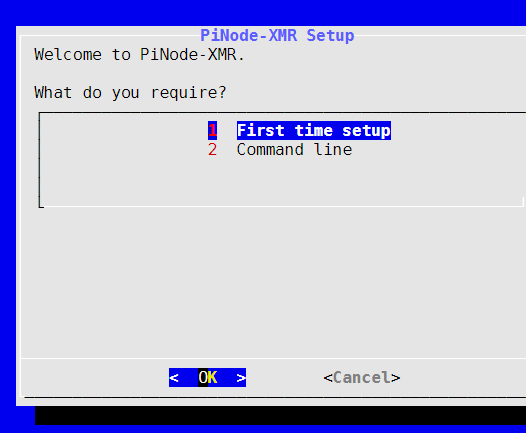 PiNode-XMR Setup
Welcome to PiNode-XMR.
What do you require?
1 First time setup
2 Command line
< OK > <Cancel>